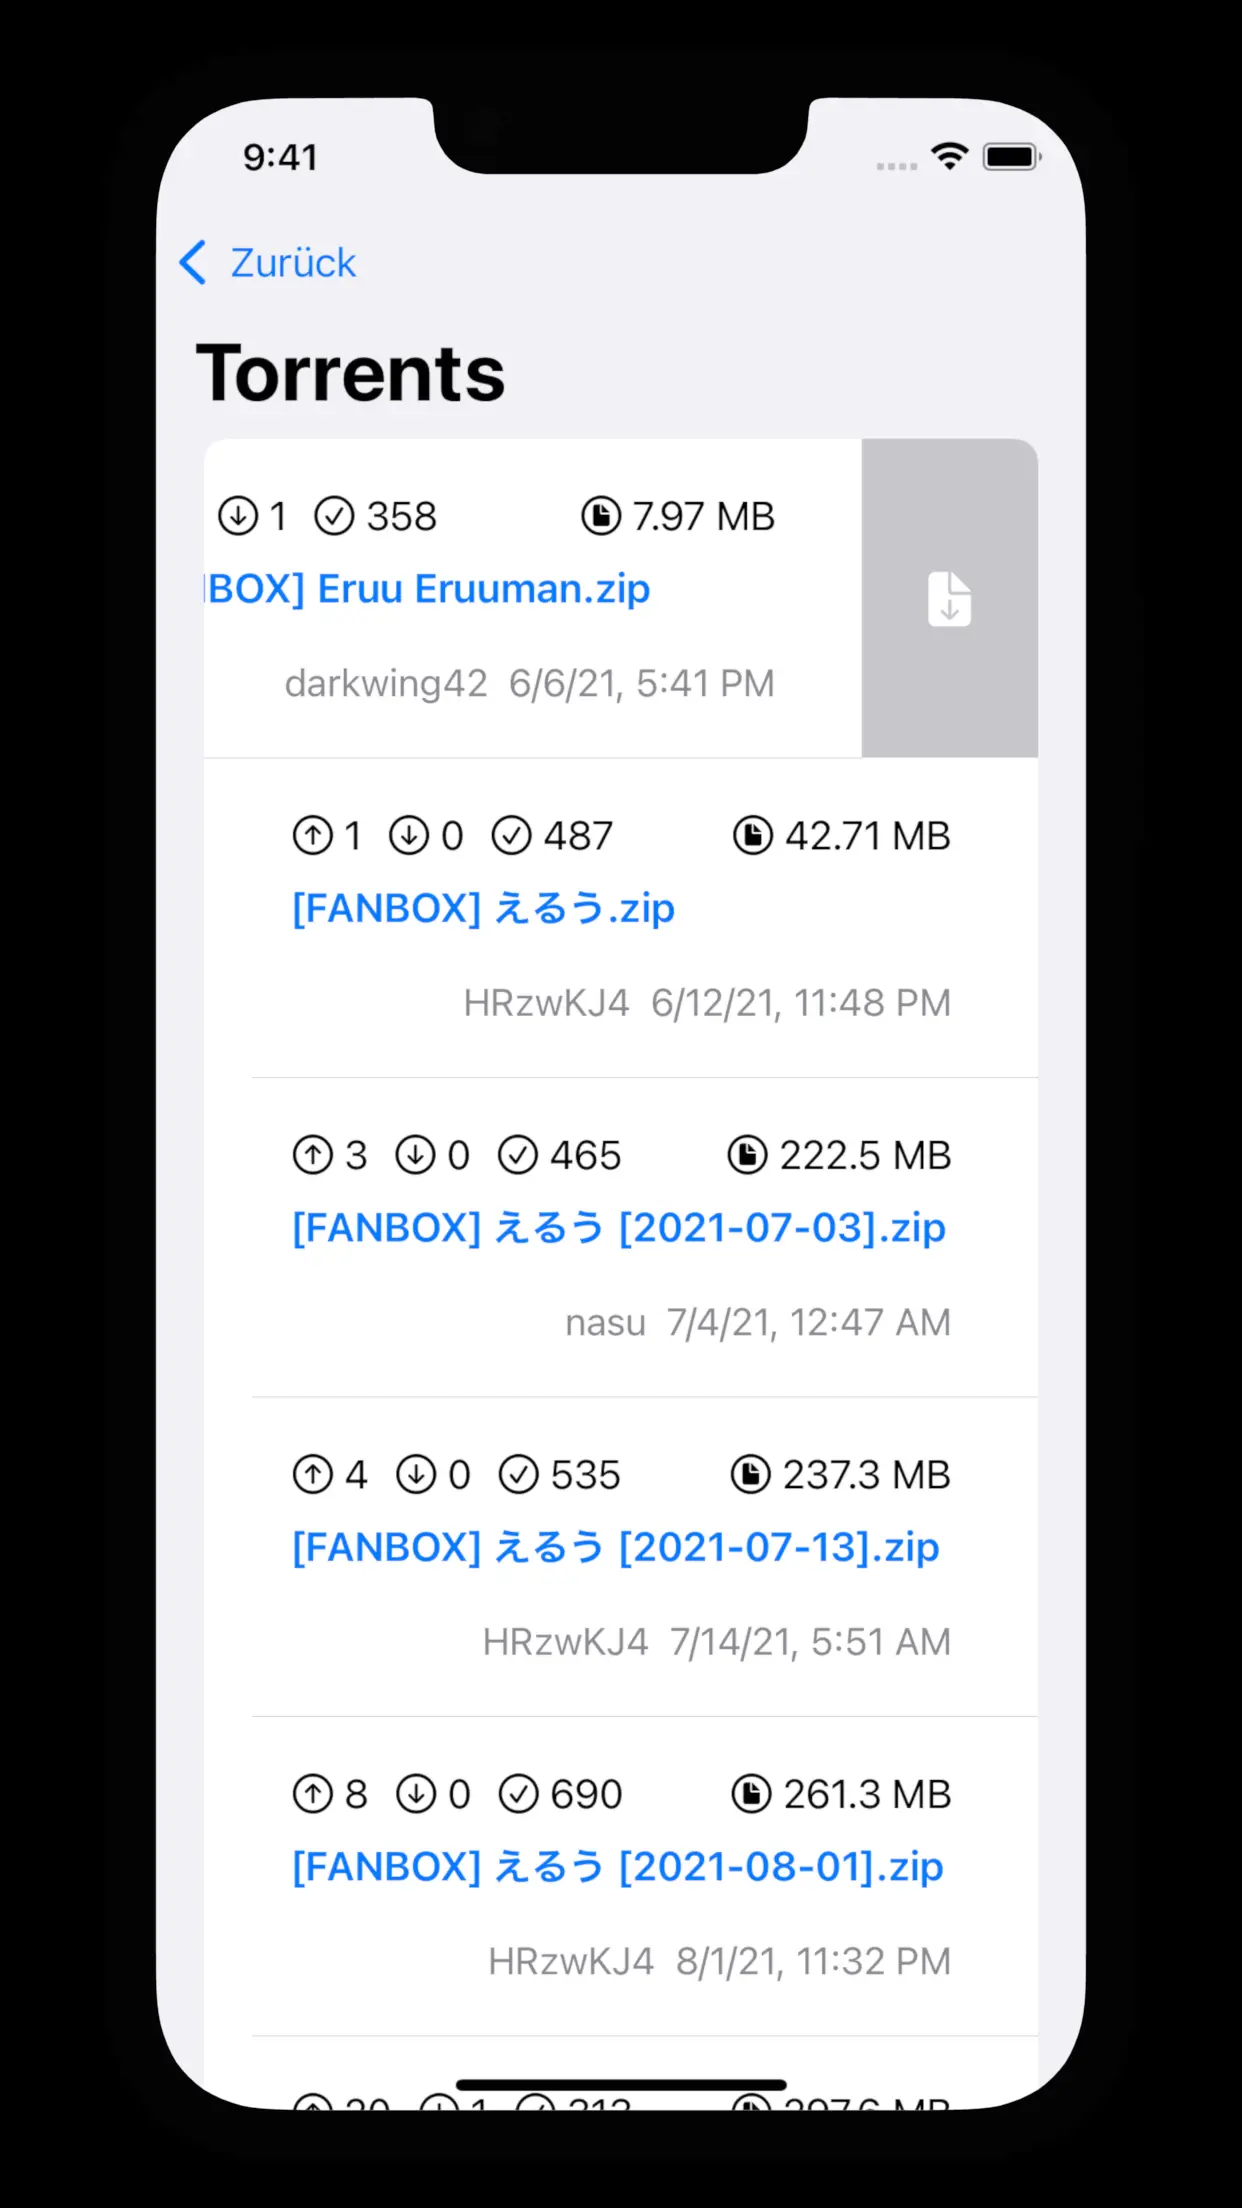 9:41
Zurück
Torrents
1 358 7.97 MB
BOX] Eruu Eruuman.zip
darkwing42 6/6/21, 5:41 PM
1 0 487 42.71 MB
[FANBOX] えるう.zip
HRzwKJ4 6/12/21, 11:48 PM
3 0 465 222.5 MB
[FANBOX] えるう [2021-07-03].zip
nasu 7/4/21, 12:47 AM
4 0 535 237.3 MB
[FANBOX] えるう [2021-07-13].zip
HRzwKJ4 7/14/21, 5:51 AM
8 0 690 261.3 MB
[FANBOX] えるう [2021-08-01].zip
HRzwKJ4 8/1/21, 11:32 PM